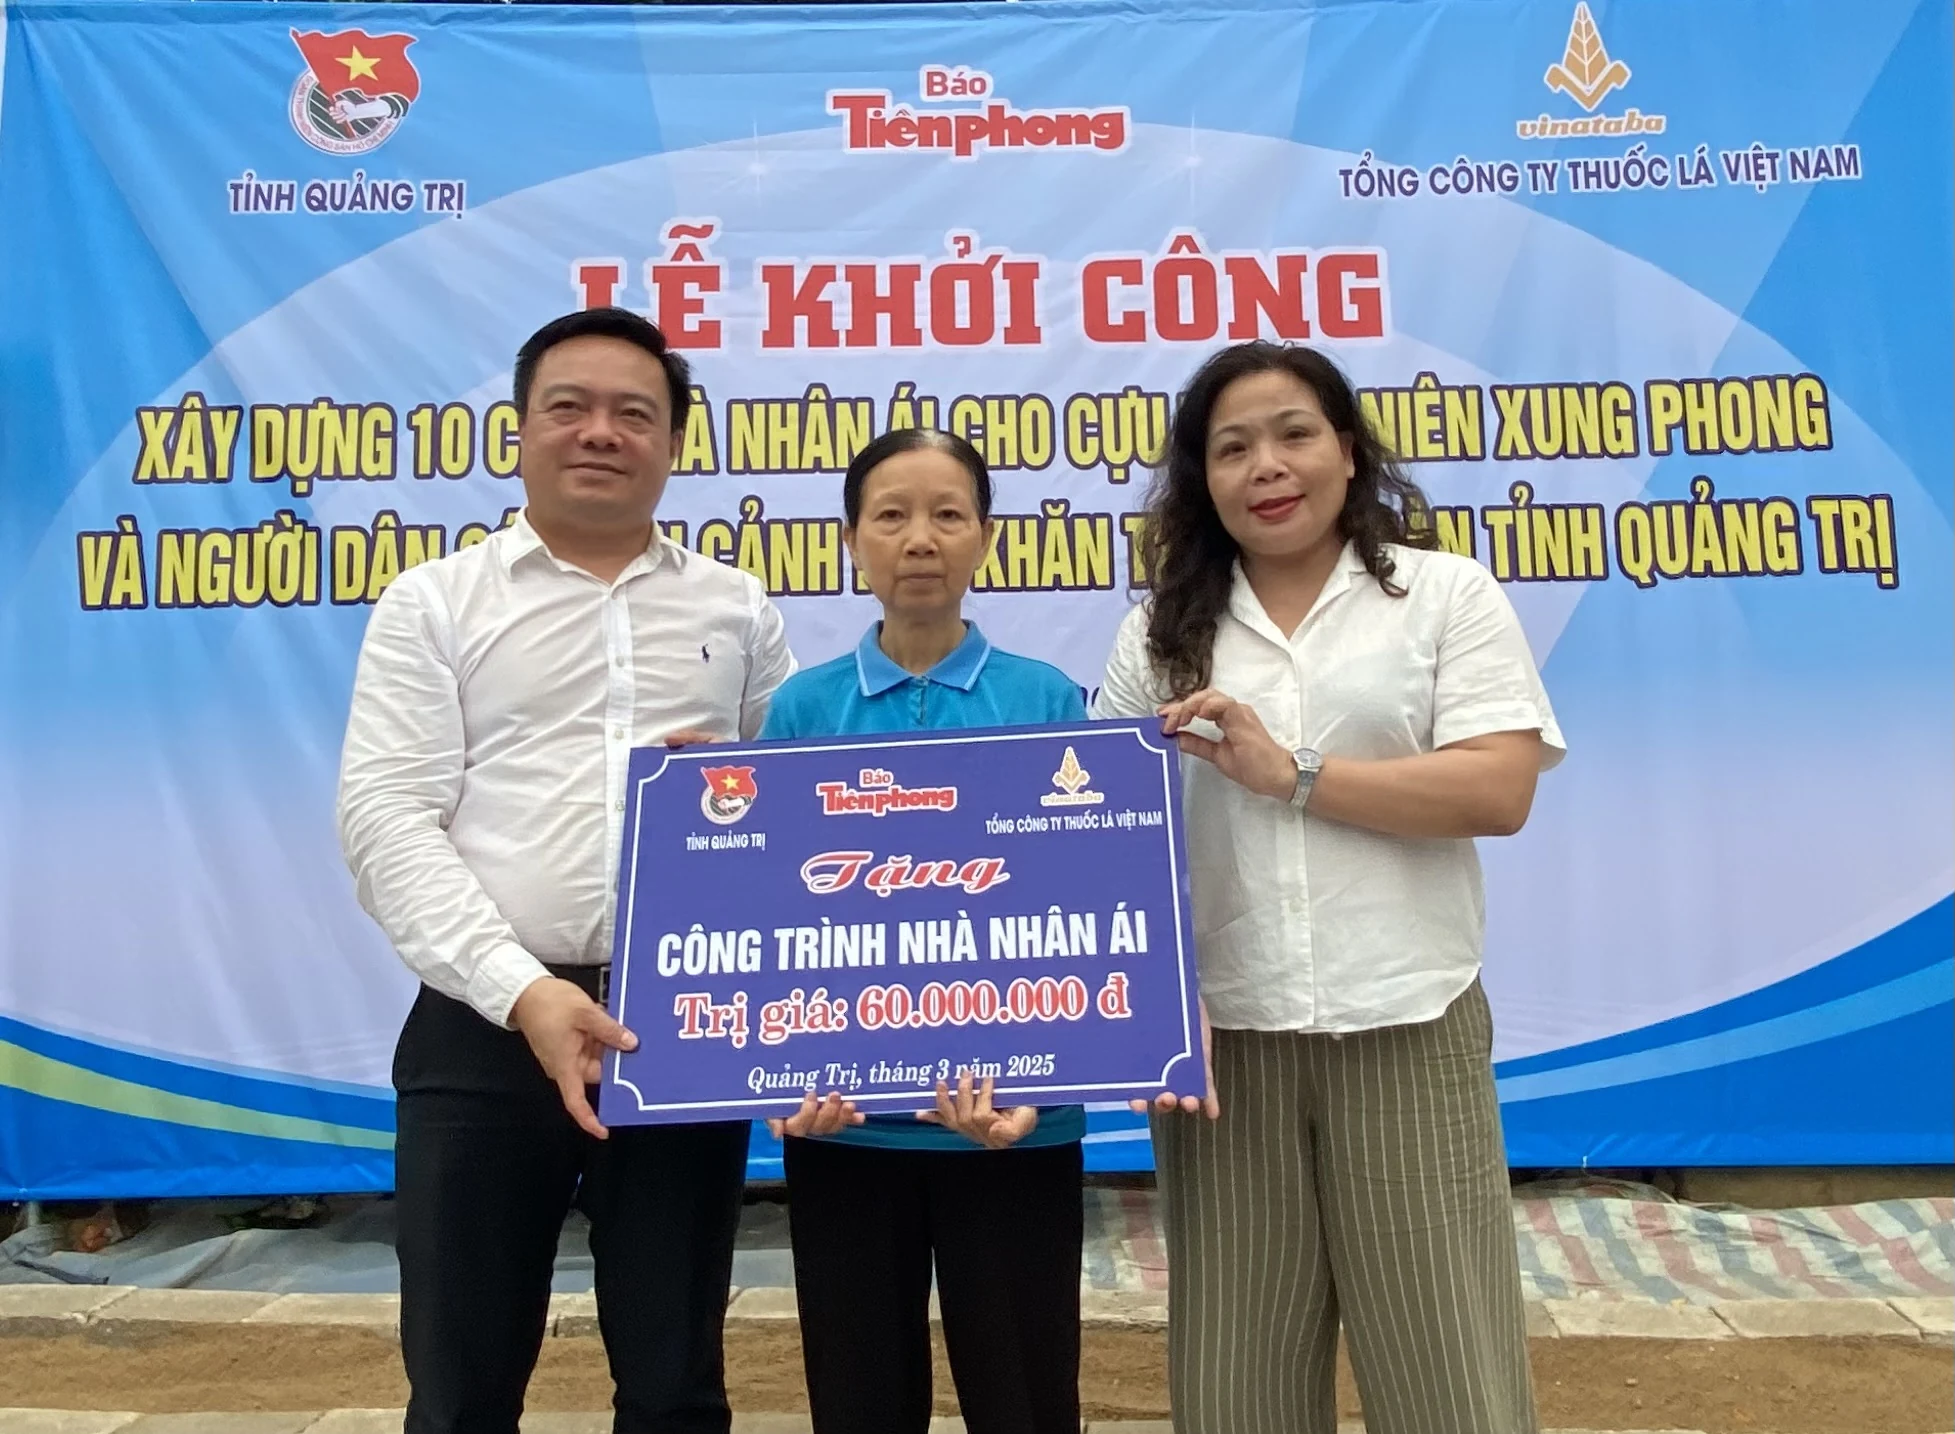 TỈNH QUẢNG TRỊ
Báo
Tiền phong
vinataba
TỔNG CÔNG TY THUỐC LÁ VIỆT NAM
LỄ KHỞI CÔNG
XÂY DỰNG 10 NHÂN ÁI CHO CỰU NIÊN XUNG PHONG
VÀ NGƯỜI DÂN CẢNH KHĂN TỈNH QUẢNG TRỊ
TỈNH QUẢNG TRỊ
Báo
Tiền phong
vinataba
TỔNG CÔNG TY THUỐC LÁ VIỆT NAM
Tặng
CÔNG TRÌNH NHÀ NHÂN ÁI
Trị giá: 60.000.000 đ
Quảng Trị, tháng 3 năm 2025